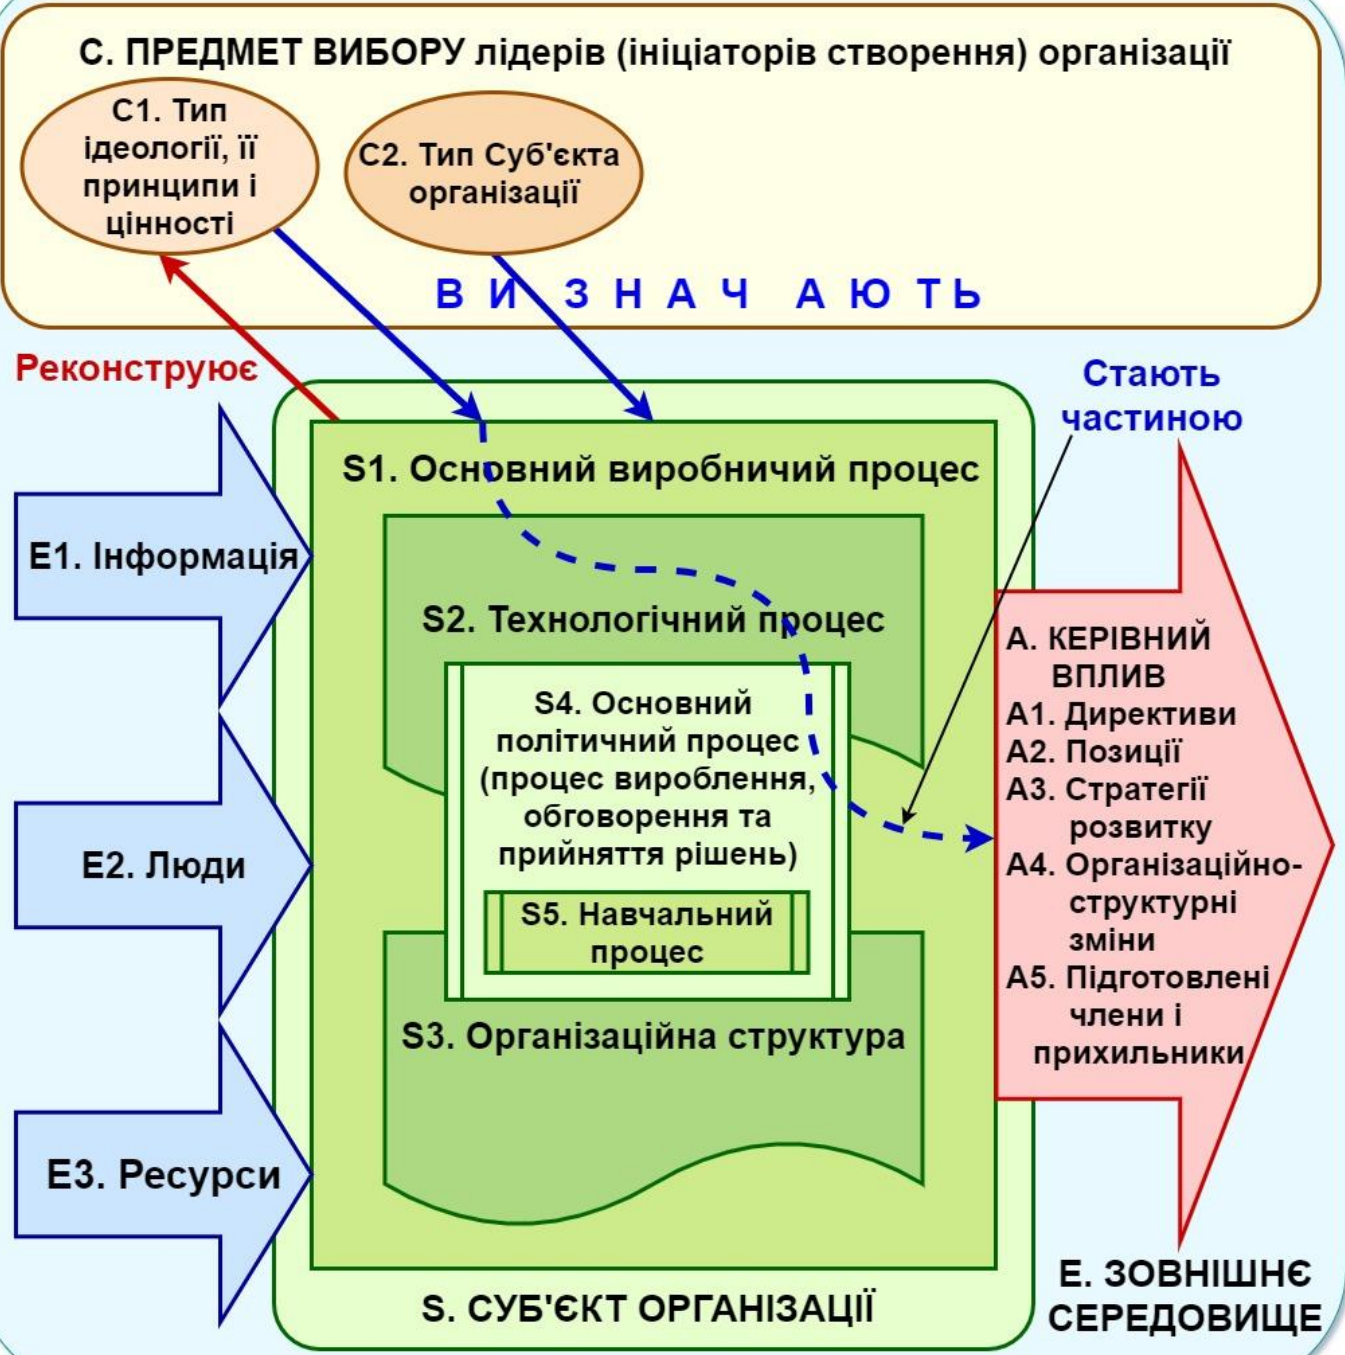 С. ПРЕДМЕТ ВИБОРУ лідерів (ініціаторів створення) організації
С1. Тип
ідеології, її
принципи і
цінності
С2. Тип Суб'єкта
організації
В И З Н А Ч А Ю Т Ь
Реконструює
Стають
частиною
S1. Основний виробничий процес
Е1. Інформація
S2. Технологічний процес
S4. Основний
політичний процес
(процес вироблення,
обговорення та
прийняття рішень)
S5. Навчальний
процес
Е2. Люди
S3. Організаційна структура
Е3. Ресурси
А. КЕРІВНИЙ
ВПЛИВ
А1. Директиви
А2. Позиції
А3. Стратегії
розвитку
А4. Організаційно-
структурні
зміни
А5. Підготовлені
члени і
прихильники
S. СУБ'ЄКТ ОРГАНІЗАЦІЇ
Е. ЗОВНІШНЄ
СЕРЕДОВИЩЕ